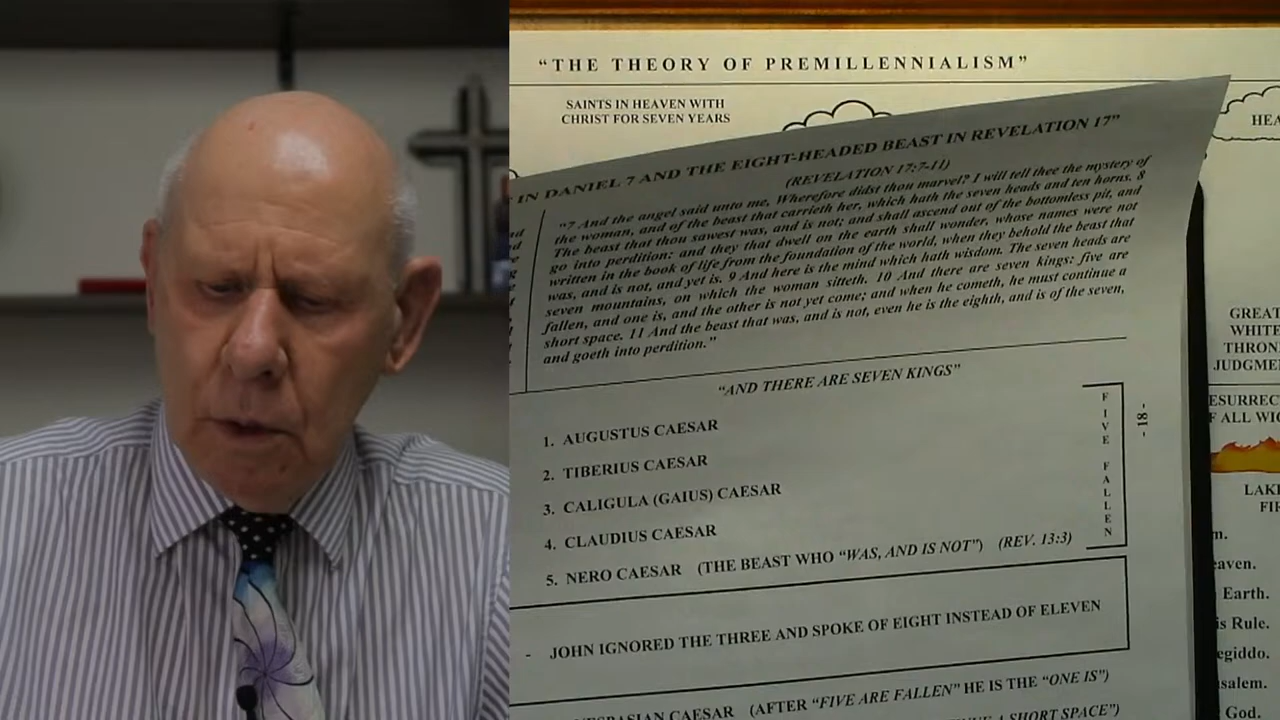 “THE THEORY OF PREMILLENNIALISM”
SAINTS IN HEAVEN WITH
CHRIST FOR SEVEN YEARS
HEA
IN DANIEL 7 AND THE EIGHT-HEADED BEAST IN REVELATION 17”
(REVELATION 17:7-11)
“7 And the angel said unto me, Wherefore didst thou marvel? I will tell thee the mystery of
the woman, and of the beast that carrieth her, which hath the seven heads and ten horns. 8
The beast that thou sawest was, and is not; and shall ascend out of the bottomless pit, and
go into perdition: and they that dwell on the earth shall wonder, whose names were not
written in the book of life from the foundation of the world, when they behold the beast that
was, and is not, and yet is. 9 And here is the mind which hath wisdom. The seven heads are
seven mountains, on which the woman sitteth. 10 And there are seven kings: five are
fallen, and one is, and the other is not yet come; and when he cometh, he must continue a
short space. 11 And the beast that was, and is not, even he is the eighth, and is of the seven,
and goeth into perdition.”
“AND THERE ARE SEVEN KINGS”
1. AUGUSTUS CAESAR
2. TIBERIUS CAESAR
3. CALIGULA (GAIUS) CAESAR
4. CLAUDIUS CAESAR
5. NERO CAESAR (THE BEAST WHO “WAS, AND IS NOT”) (REV. 13:3)
FIVE FALLEN
- 18 -
- JOHN IGNORED THE THREE AND SPOKE OF EIGHT INSTEAD OF ELEVEN
VESPASIAN CAESAR (AFTER “FIVE ARE FALLEN” HE IS THE “ONE IS”)
A SHORT SPACE”)
GREAT
WHITE
THRONE
JUDGME
ESURREC
F ALL WIC
LAKE
FIR
m.
eaven.
Earth.
is Rule.
egiddo.
usalem.
God.